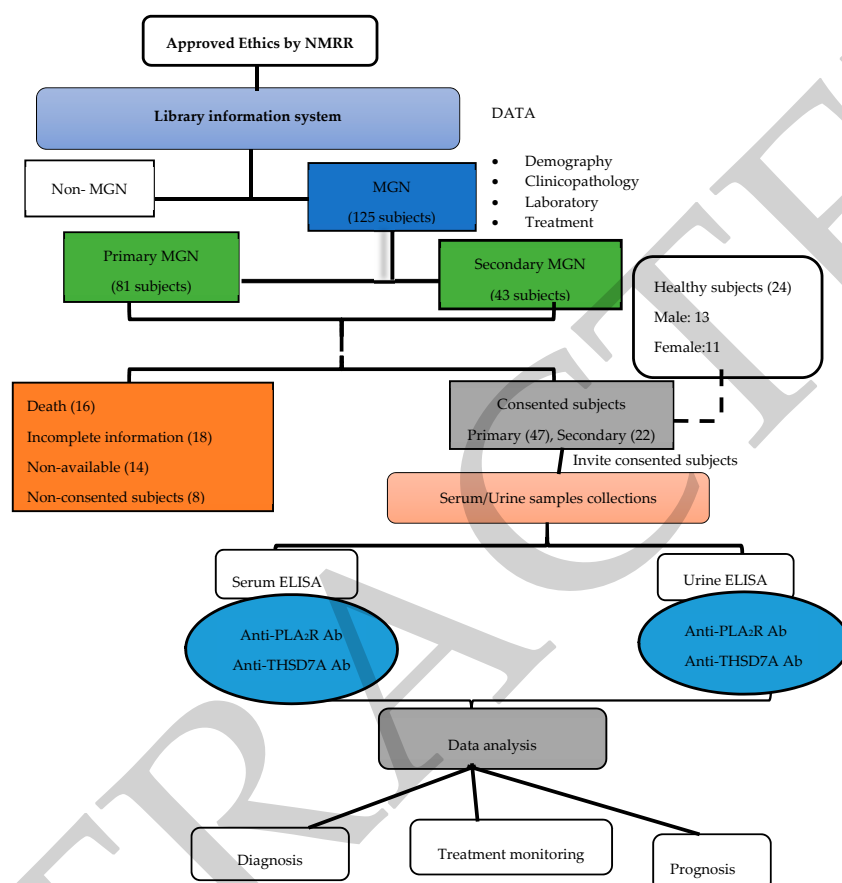 Approved Ethics by NMRR
Library information system
DATA
• Demography
• Clinicopathology
• Laboratory
• Treatment
Non- MGN
MGN
(125 subjects)
Primary MGN
(81 subjects)
Secondary MGN
(43 subjects)
Healthy subjects (24)
Male: 13
Female:11
Death (16)
Incomplete information (18)
Non-available (14)
Non-consented subjects (8)
Consented subjects
Primary (47), Secondary (22)
Invite consented subjects
Serum/Urine samples collections
Serum ELISA
Urine ELISA
Anti-PLA₂R Ab
Anti-THSD7A Ab
Anti-PLA₂R Ab
Anti-THSD7A Ab
Data analysis
Diagnosis
Treatment monitoring
Prognosis